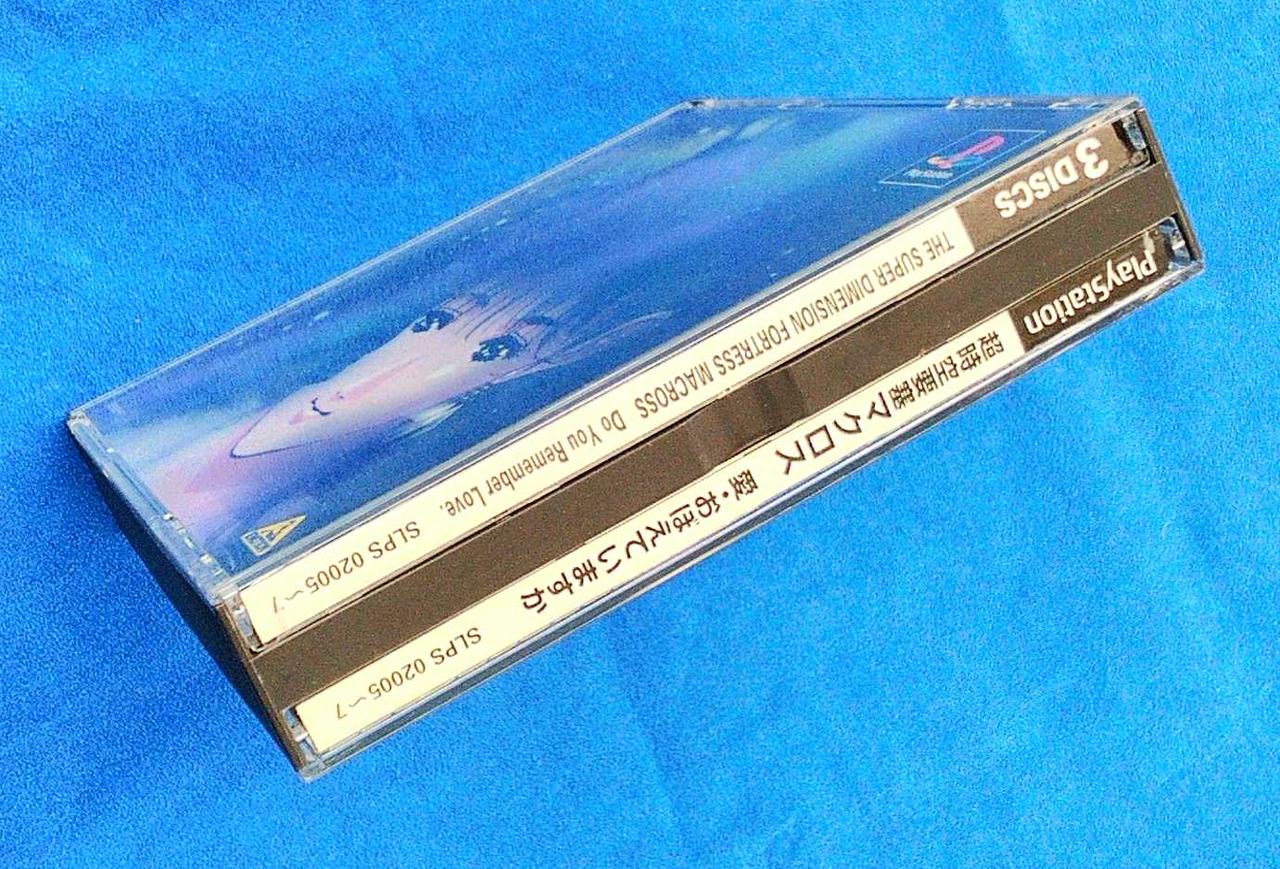 3 DISCS
THE SUPER DIMENSION FORTRESS MACROSS Do You Remember Love.
SLPS 02005~7
PlayStation
超時空要塞マクロス 愛・おぼえていますか
SLPS 02005~7
PlayStation